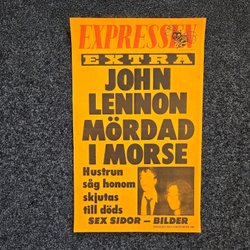 EXPRESSEN
EXTRA
JOHN
LENNON
MÖRDAD
I MORSE
Hustrun
såg honom
skjutas
till döds
SEX SIDOR – BILDER